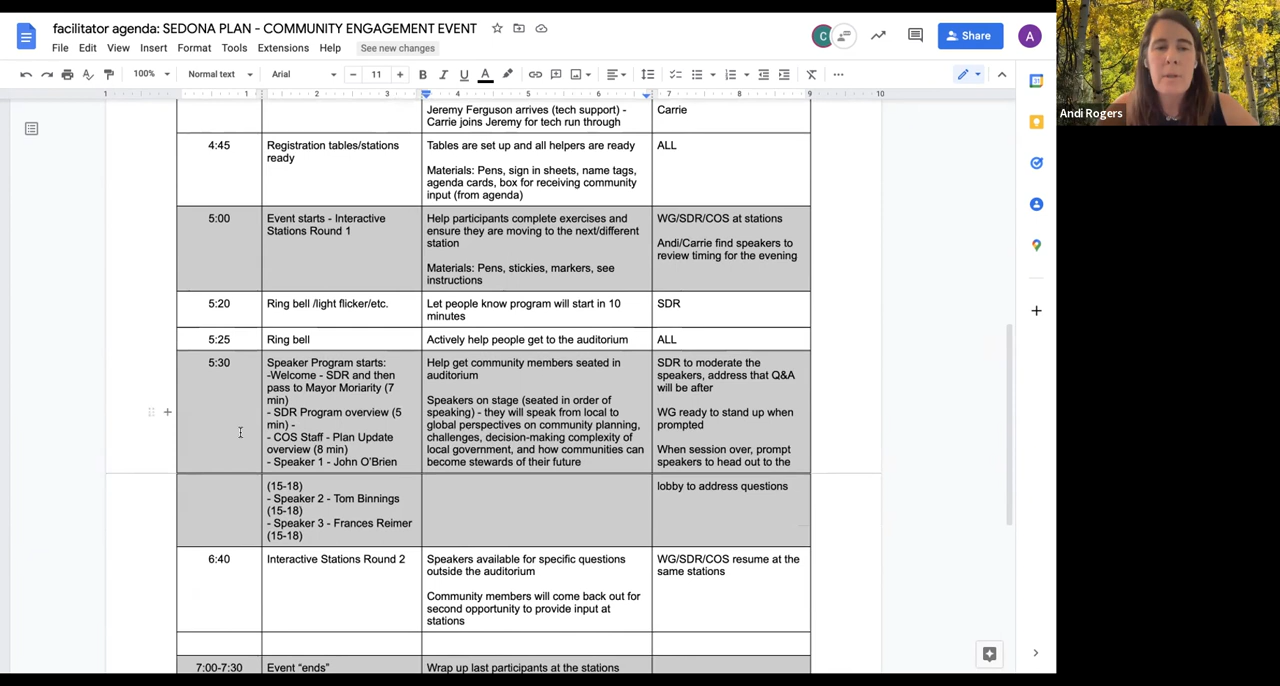 facilitator agenda: SEDONA PLAN - COMMUNITY ENGAGEMENT EVENT
File Edit View Insert Format Tools Extensions Help See new changes
C
Share
A
100% Normal text Arial 11 B I U A
1 1 2 3 4 5 6 7 8 9 10
Andi Rogers
Jeremy Ferguson arrives (tech support) -
Carrie joins Jeremy for tech run through
Carrie
4:45
Registration tables/stations
ready
Tables are set up and all helpers are ready
Materials: Pens, sign in sheets, name tags,
agenda cards, box for receiving community
input (from agenda)
ALL
5:00
Event starts - Interactive
Stations Round 1
Help participants complete exercises and
ensure they are moving to the next/different
station
Materials: Pens, stickies, markers, see
instructions
WG/SDR/COS at stations
Andi/Carrie find speakers to
review timing for the evening
5:20
Ring bell /light flicker/etc.
Let people know program will start in 10
minutes
SDR
5:25
Ring bell
Actively help people get to the auditorium
ALL
5:30
Speaker Program starts:
-Welcome - SDR and then
pass to Mayor Moriarity (7
min)
- SDR Program overview (5
min) -
- COS Staff - Plan Update
overview (8 min)
- Speaker 1 - John O'Brien
(15-18)
- Speaker 2 - Tom Binnings
(15-18)
- Speaker 3 - Frances Reimer
(15-18)
Help get community members seated in
auditorium
Speakers on stage (seated in order of
speaking) - they will speak from local to
global perspectives on community planning,
challenges, decision-making complexity of
local government, and how communities can
become stewards of their future
SDR to moderate the
speakers, address that Q&A
will be after
WG ready to stand up when
prompted
When session over, prompt
speakers to head out to the
lobby to address questions
6:40
Interactive Stations Round 2
Speakers available for specific questions
outside the auditorium
Community members will come back out for
second opportunity to provide input at
stations
WG/SDR/COS resume at the
same stations
7:00-7:30
Event "ends"
Wrap up last participants at the stations